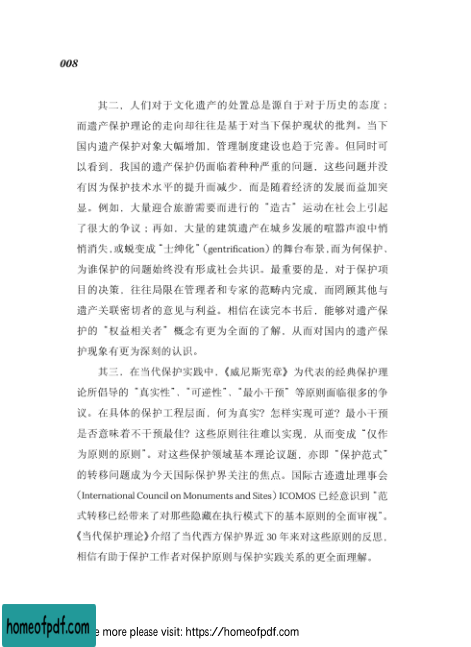 008
其二，人们对于文化遗产的处置总是源自于对于历史的态度；
而遗产保护理论的走向却往往是基于对当下保护现状的批判。当下
国内遗产保护对象大幅增加，管理制度建设也趋于完善。但同时可
以看到，我国的遗产保护仍面临着种种严重的问题，这些问题并没
有因为保护技术水平的提升而减少，而是随着经济的发展而益加突
显。例如，大量迎合旅游需要而进行的“造古”运动在社会上引起
了很大的争议；再如，大量的建筑遗产在城乡发展的喧嚣声浪中悄
悄消失，或蜕变成“士绅化”（gentrification）的舞台布景，而为何保护、
为谁保护的问题始终没有形成社会共识。最重要的是，对于保护项
目的决策，往往局限在管理者和专家的范畴内完成，而罔顾其他与
遗产关联密切者的意见与利益。相信在读完本书后，能够对遗产保
护的“权益相关者”概念有更为全面的了解，从而对国内的遗产保
护现象有更为深刻的认识。
其三，在当代保护实践中，《威尼斯宪章》为代表的经典保护理
论所倡导的“真实性”、“可逆性”、“最小干预”等原则面临很多的争
议。在具体的保护工程层面，何为真实？怎样实现可逆？最小干预
是否意味着不干预最佳？这些原则往往难以实现，从而变成“仅作
为原则的原则”。对这些保护领域基本理论议题，亦即“保护范式”
的转移问题成为今天国际保护界关注的焦点。国际古迹遗址理事会
（International Council on Monuments and Sites）ICOMOS 已经意识到“范
式转移已经带来了对那些隐藏在执行模式下的基本原则的全面审视”。
《当代保护理论》介绍了当代西方保护界近 30 年来对这些原则的反思，
相信有助于保护工作者对保护原则与保护实践关系的更全面理解。
homeofpdf.com
e more please visit: https://homeofpdf.com